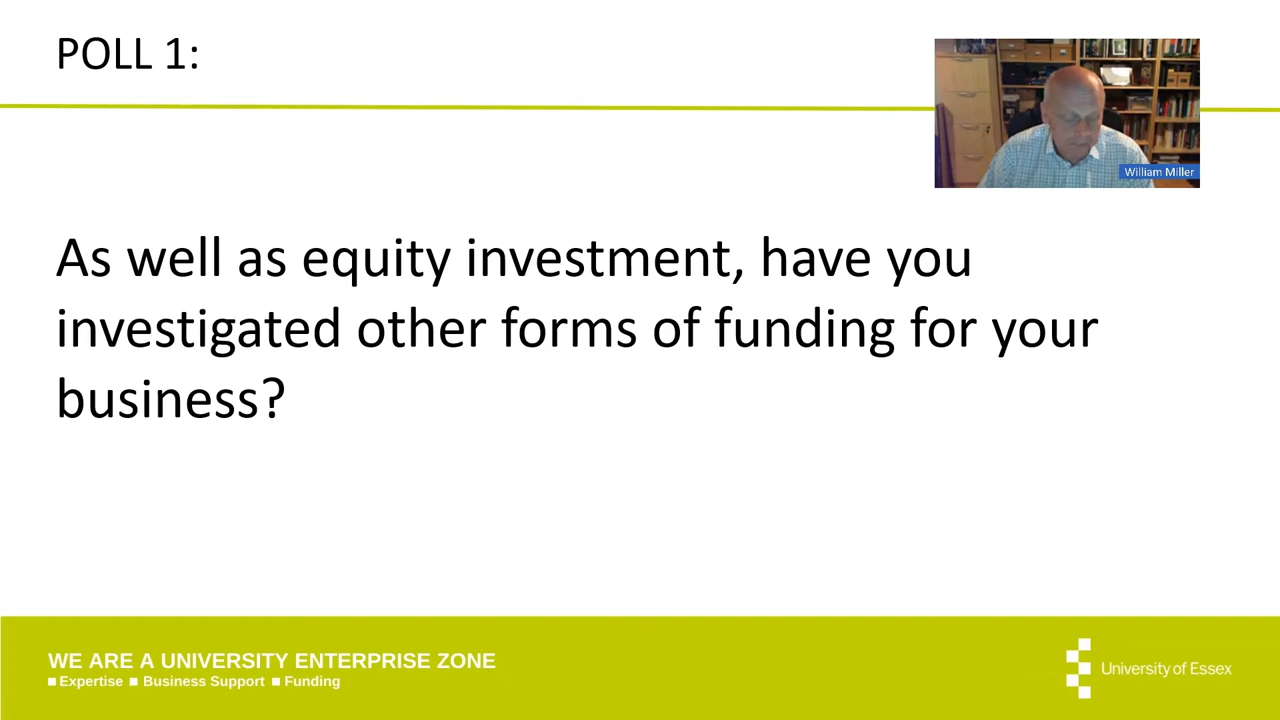 POLL 1:
William Miller
As well as equity investment, have you
investigated other forms of funding for your
business?
WE ARE A UNIVERSITY ENTERPRISE ZONE
■Expertise ■ Business Support ■ Funding
University of Essex